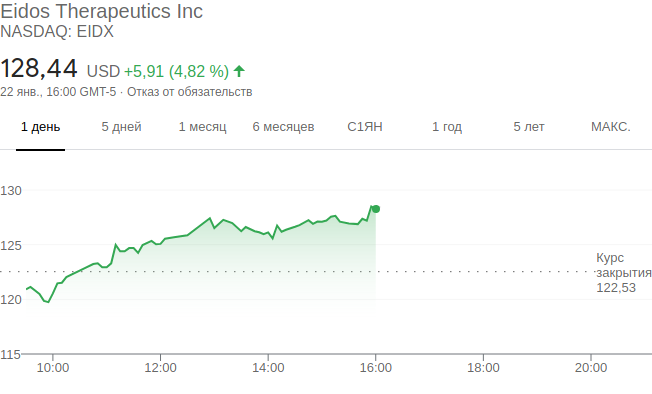 Eidos Therapeutics Inc
NASDAQ: EIDX
128,44 USD +5,91 (4,82 %)
22 янв., 16:00 GMT-5 · Отказ от обязательств
1 день 5 дней 1 месяц 6 месяцев С1ЯН 1 год 5 лет МАКС.
130
125
Курс
закрытия
122,53
120
115
10:00 12:00 14:00 16:00 18:00 20:00